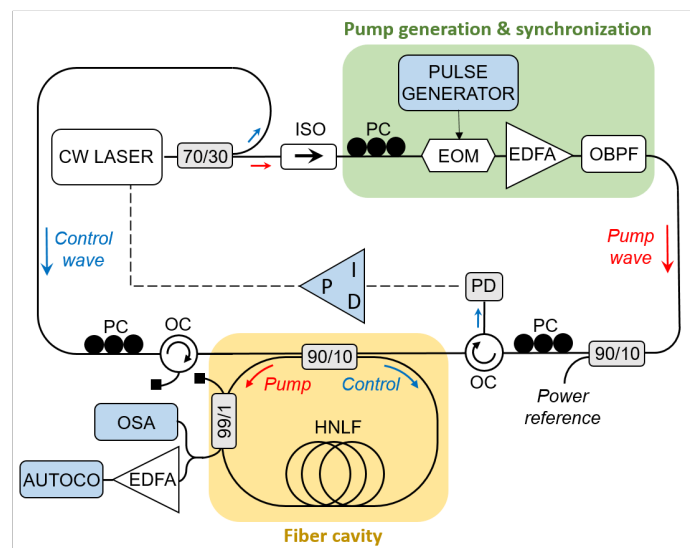 Pump generation & synchronization
PULSE
GENERATOR
CW LASER
70/30
ISO
PC
EOM
EDFA
OBPF
Control
wave
Pump
wave
P
I
D
PD
PC
OC
90/10
OC
PC
90/10
Power
reference
Pump
Control
99/1
HNLF
OSA
EDFA
AUTOCO
Fiber cavity